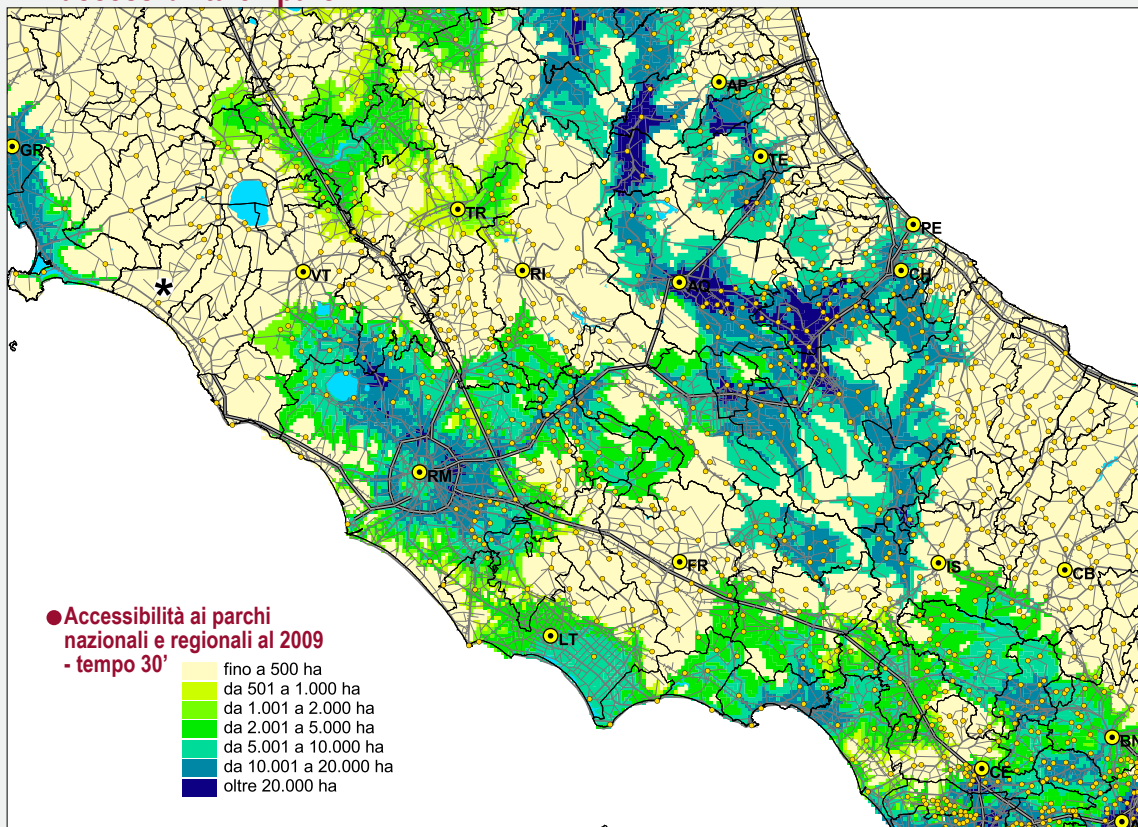 AP
GR
TE
TR
PE
VT
RI
AQ
CH
*
RM
FR
IS
CB
LT
● Accessibilità ai parchi
nazionali e regionali al 2009
- tempo 30’
fino a 500 ha
da 501 a 1.000 ha
da 1.001 a 2.000 ha
da 2.001 a 5.000 ha
da 5.001 a 10.000 ha
da 10.001 a 20.000 ha
oltre 20.000 ha
BN
CE